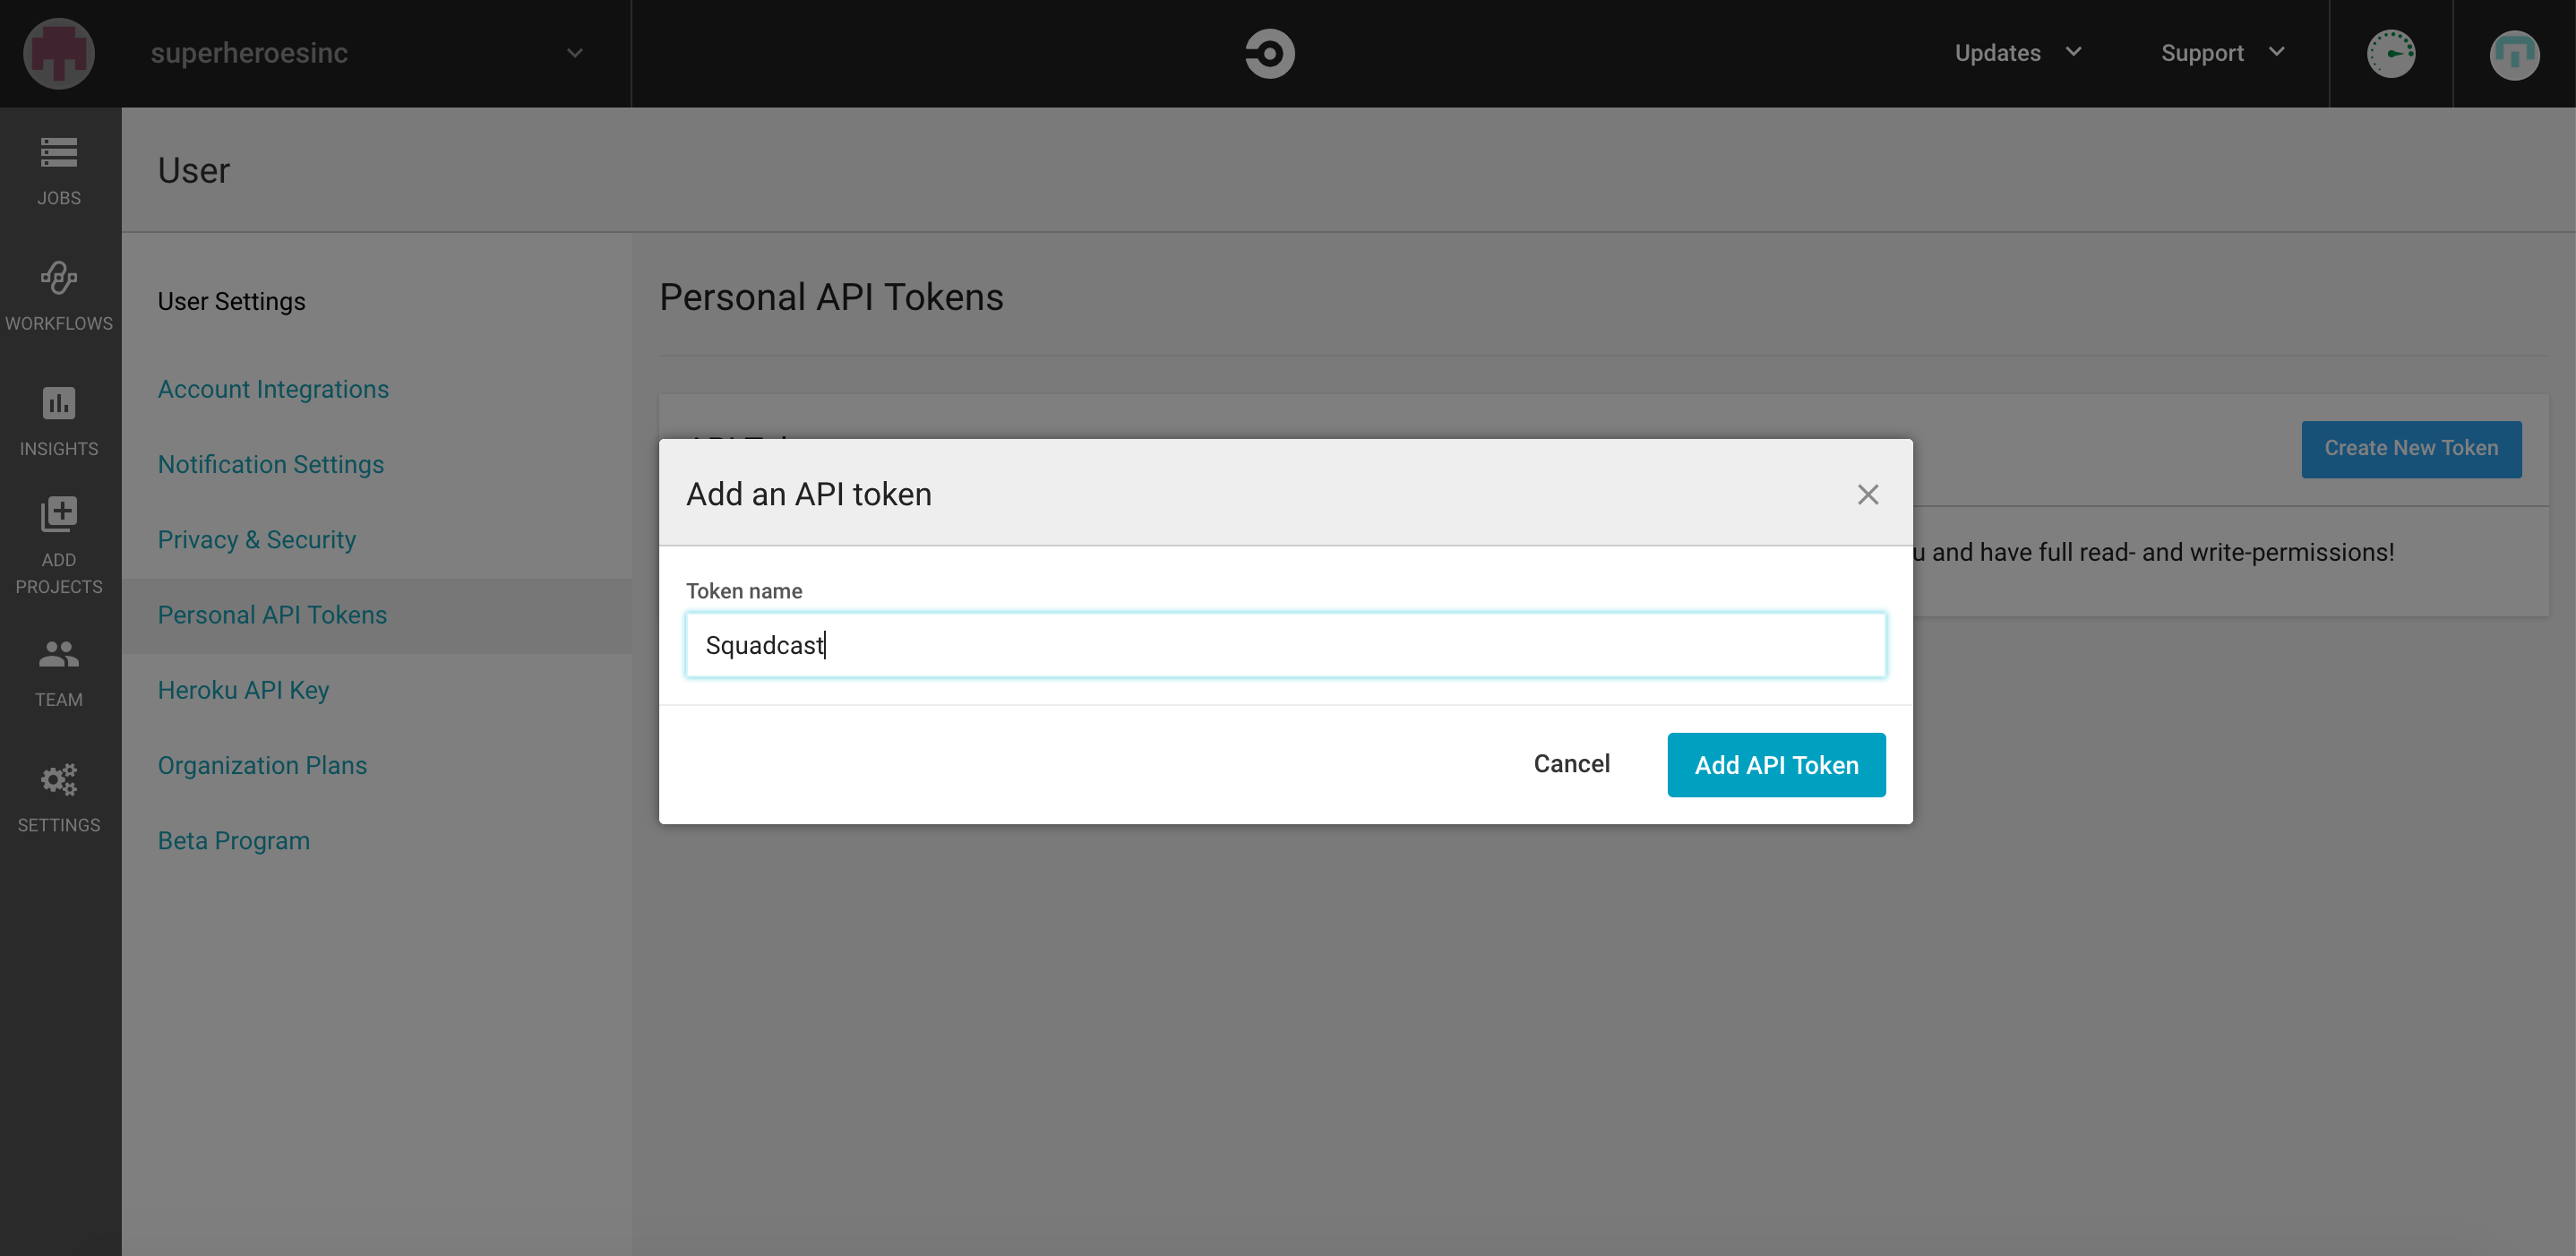 superheroesinc
Updates
Support
JOBS
WORKFLOWS
INSIGHTS
ADD
PROJECTS
TEAM
SETTINGS
User
User Settings
Account Integrations
Notification Settings
Privacy & Security
Personal API Tokens
Heroku API Key
Organization Plans
Beta Program
Personal API Tokens
Create New Token
u and have full read- and write-permissions!
Add an API token
Token name
Squadcast
Cancel
Add API Token